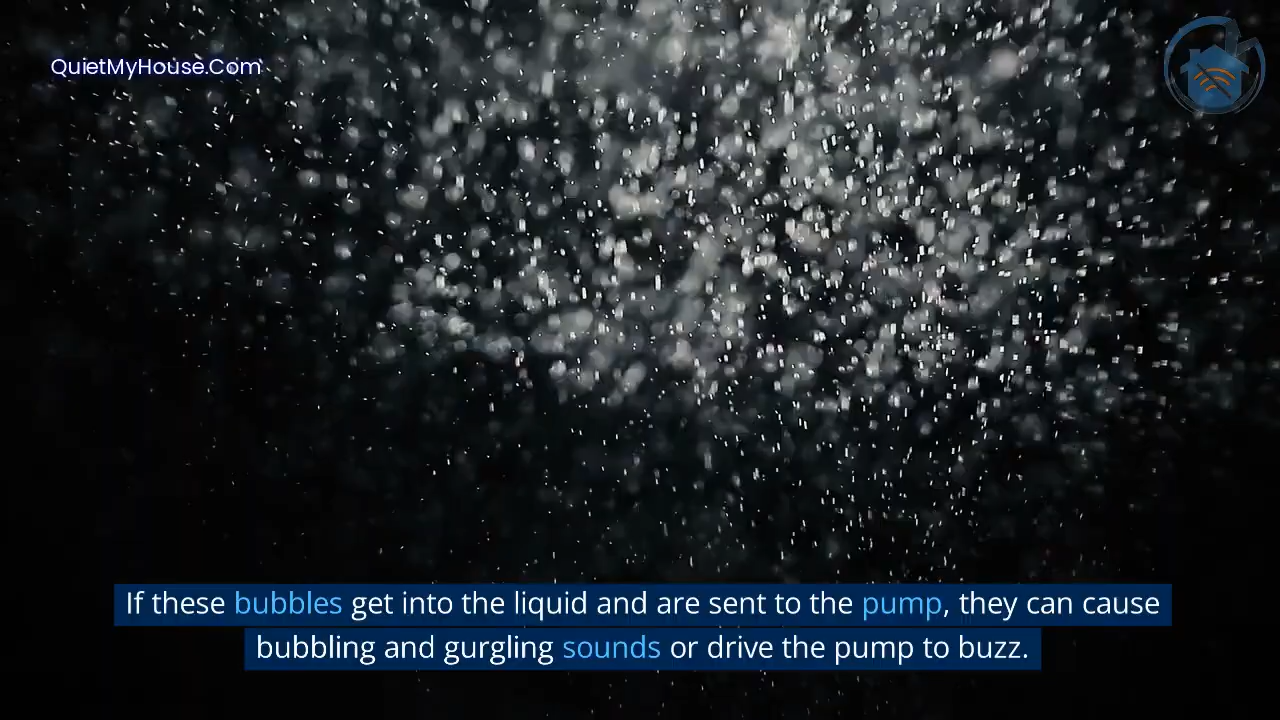 QuietMyHouse.Com
If these bubbles get into the liquid and are sent to the pump, they can cause
bubbling and gurgling sounds or drive the pump to buzz.